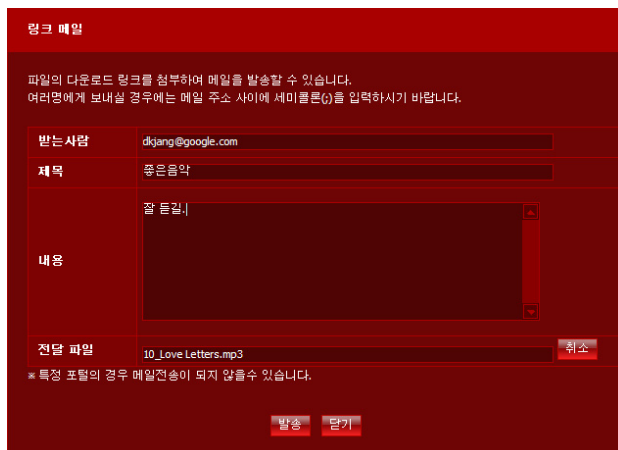 링크 메일
파일의 다운로드 링크를 첨부하여 메일을 발송할 수 있습니다.
여러명에게 보내실 경우에는 메일 주소 사이에 세미콜론(;)을 입력하시기 바랍니다.
받는사람 dkjang@google.com
제목 좋은음악
내용 잘 듣길.
전달 파일 10_Love Letters.mp3 취소
※ 특정 포털의 경우 메일전송이 되지 않을수 있습니다.
발송 닫기